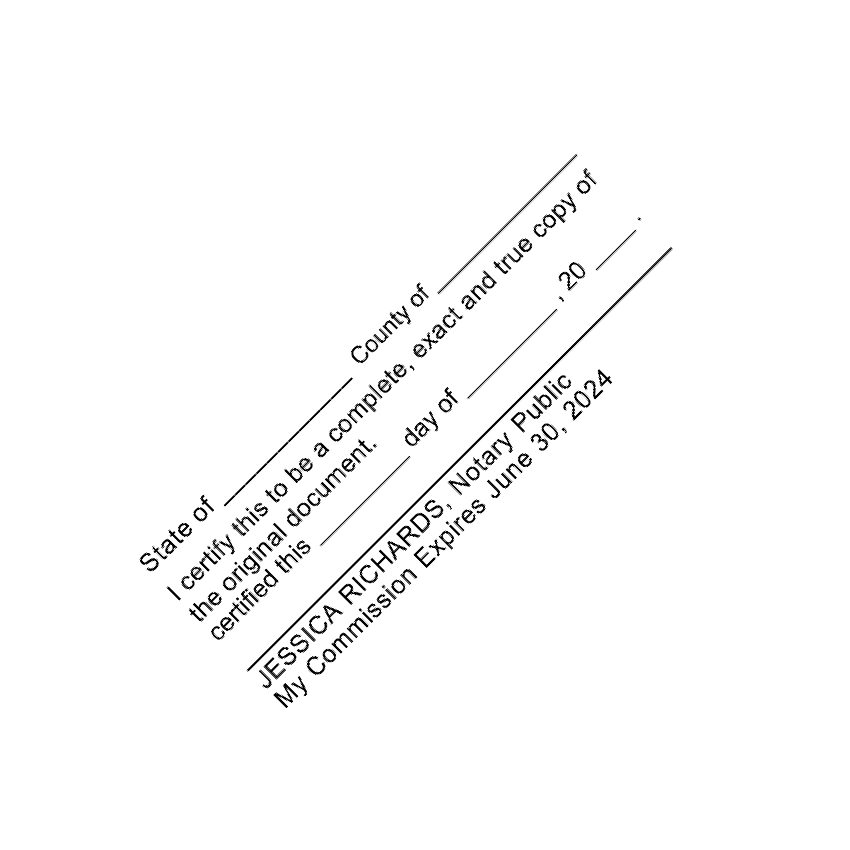 State of ____________ County of ____________
I certify this to be a complete, exact and true copy of
the original document.
certified this ________ day of ________, 20 ____.
JESSICA RICHARDS, Notary Public
My Commission Expires June 30, 2024